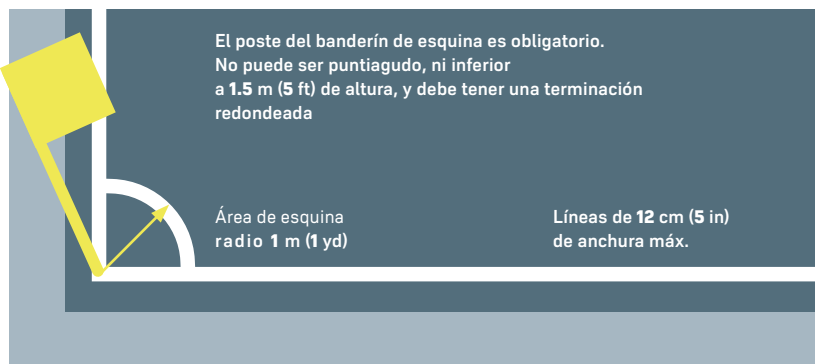 El poste del banderín de esquina es obligatorio.
No puede ser puntiagudo, ni inferior
a 1.5 m (5 ft) de altura, y debe tener una terminación
redondeada
Área de esquina
radio 1 m (1 yd)
Líneas de 12 cm (5 in)
de anchura máx.